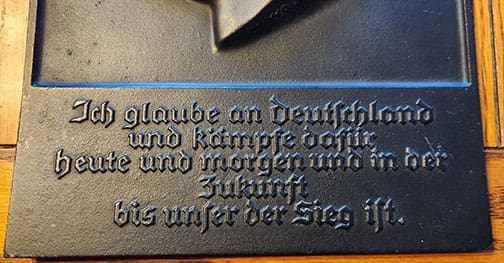 Ich glaube an Deutschland
und kämpfe dafür
heute und morgen und in der
Zukunft
bis unser der Sieg ist.